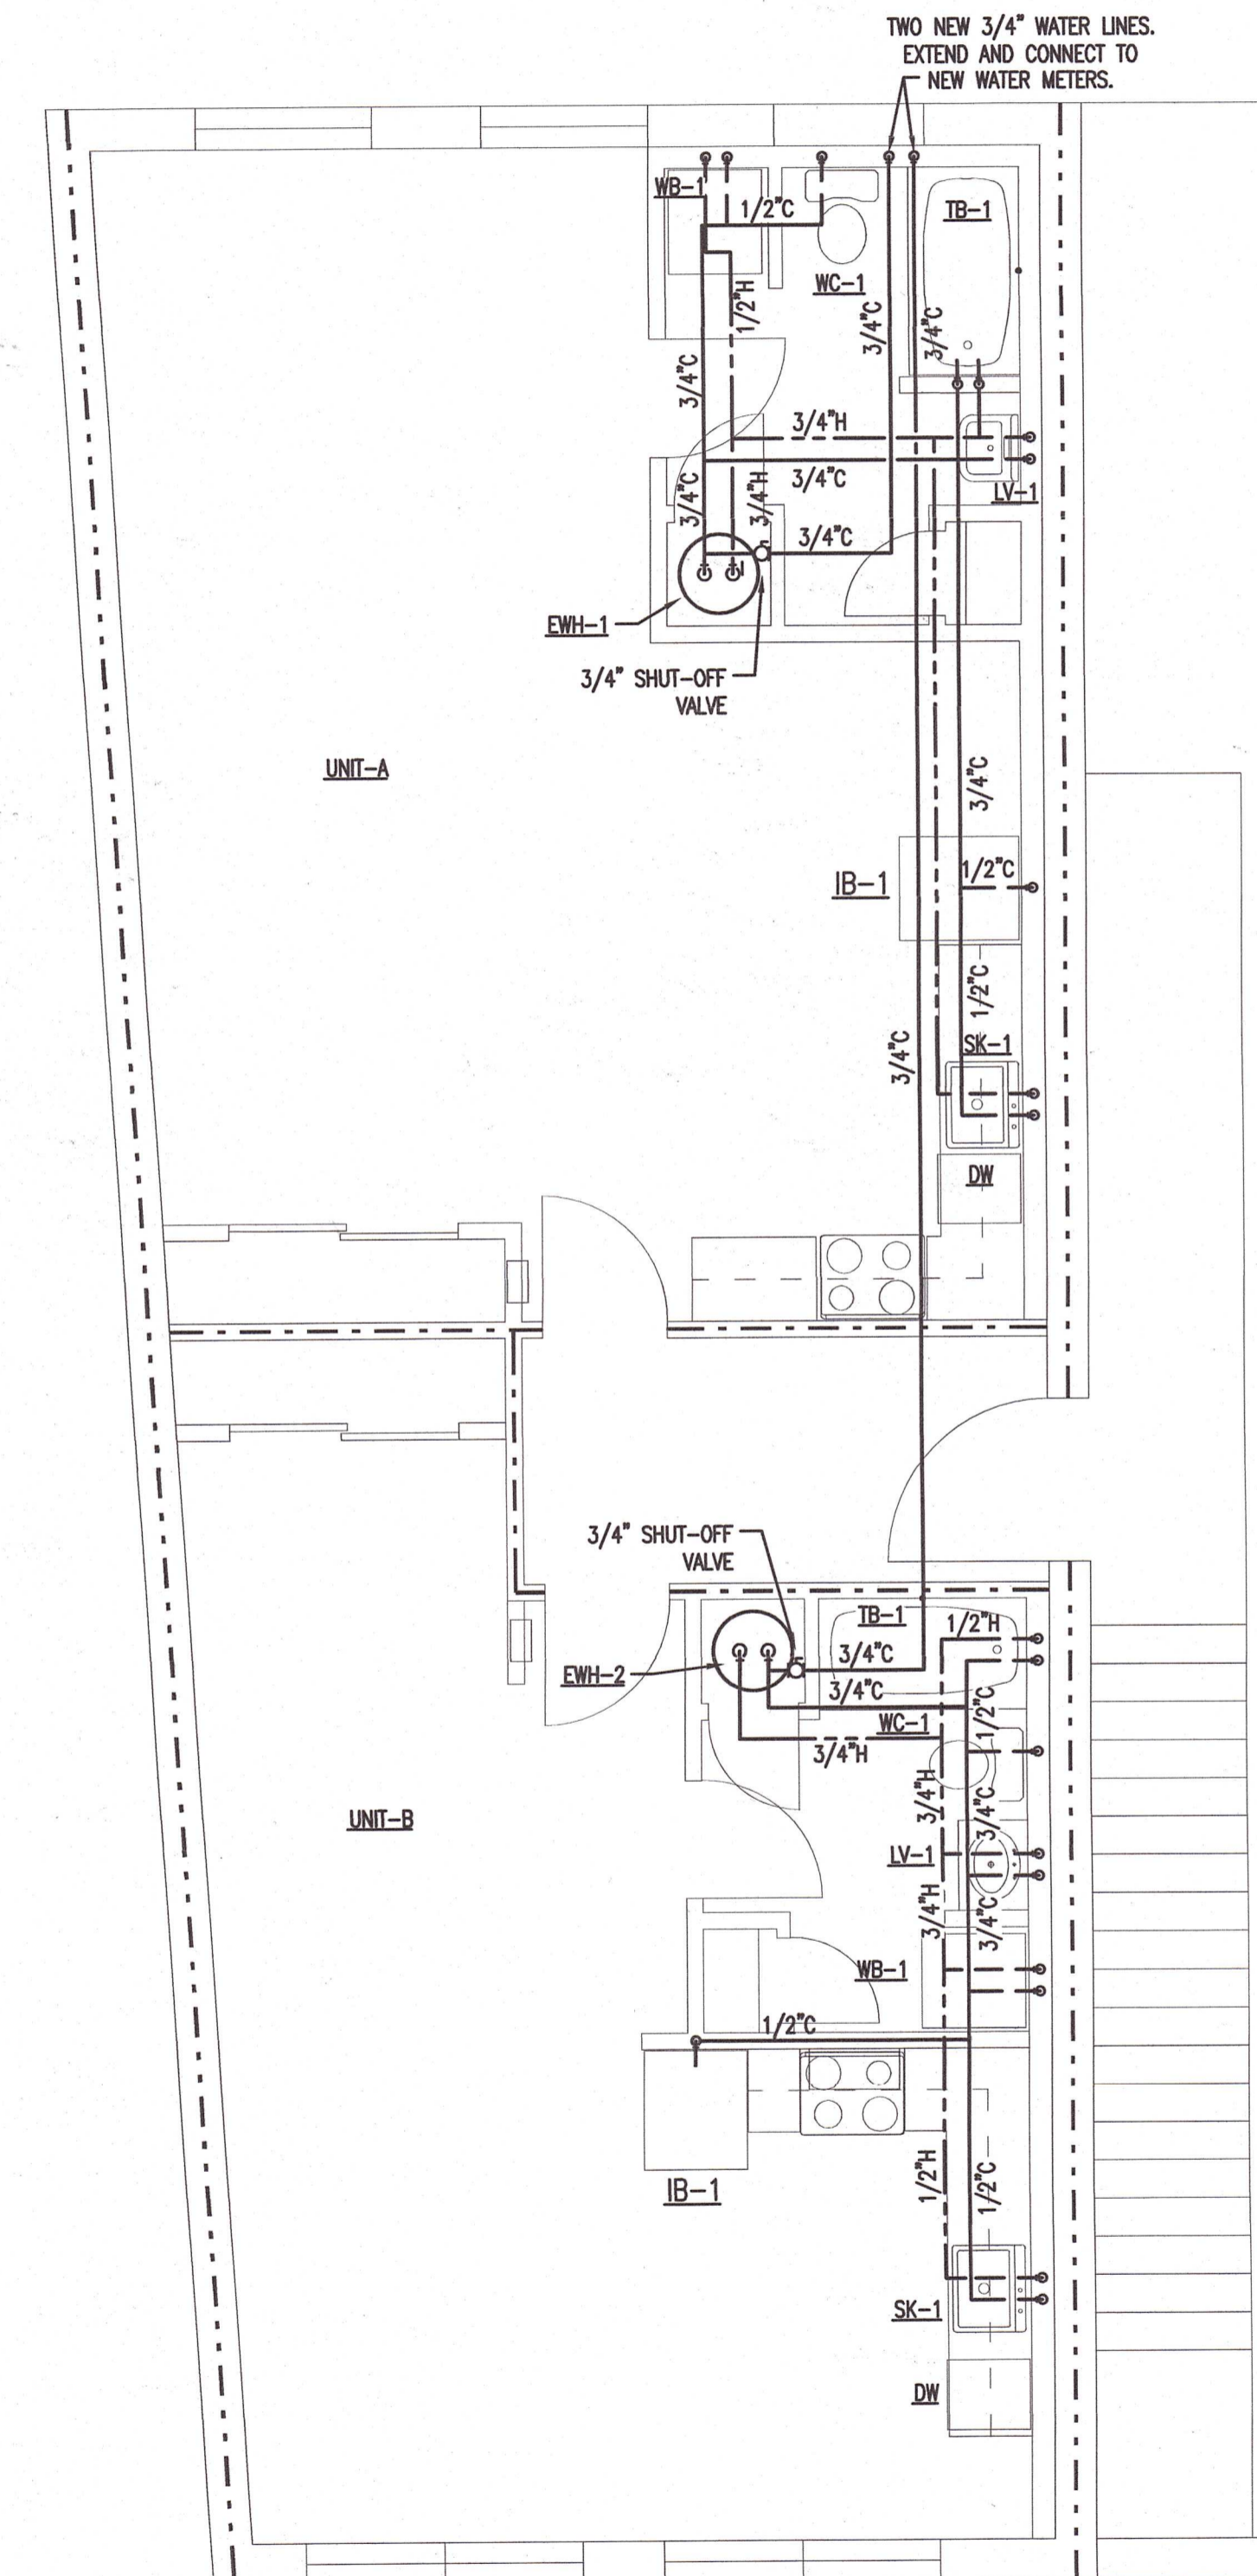 TWO NEW 3/4" WATER LINES.
EXTEND AND CONNECT TO
NEW WATER METERS.
WB-1
1/2"C
TB-1
WC-1
1/2"H
3/4"C
3/4"C
3/4"C
3/4"H
3/4"C
LV-1
3/4"C
3/4"H
3/4"C
EWH-1
3/4" SHUT-OFF
VALVE
UNIT-A
3/4"C
IB-1
1/2"C
1/2"C
SK-1
3/4"C
DW
3/4" SHUT-OFF
VALVE
TB-1
1/2"H
3/4"C
EWH-2
3/4"C
1/2"C
WC-1
3/4"H
3/4"H
3/4"C
UNIT-B
LV-1
3/4"H
3/4"C
WB-1
1/2"C
1/2"H
1/2"C
IB-1
SK-1
DW